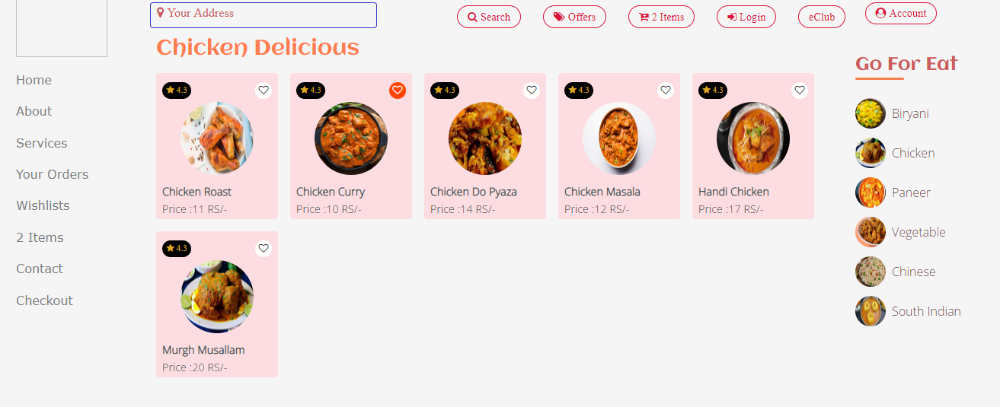 Your Address
Search
Offers
2 Items
Login
eClub
Account
Home
About
Services
Your Orders
Wishlists
2 Items
Contact
Checkout
Chicken Delicious
4.3
Chicken Roast
Price :11 RS/-
4.3
Chicken Curry
Price :10 RS/-
4.3
Chicken Do Pyaza
Price :14 RS/-
4.3
Chicken Masala
Price :12 RS/-
4.3
Handi Chicken
Price :17 RS/-
4.3
Murgh Musallam
Price :20 RS/-
Go For Eat
Biryani
Chicken
Paneer
Vegetable
Chinese
South Indian